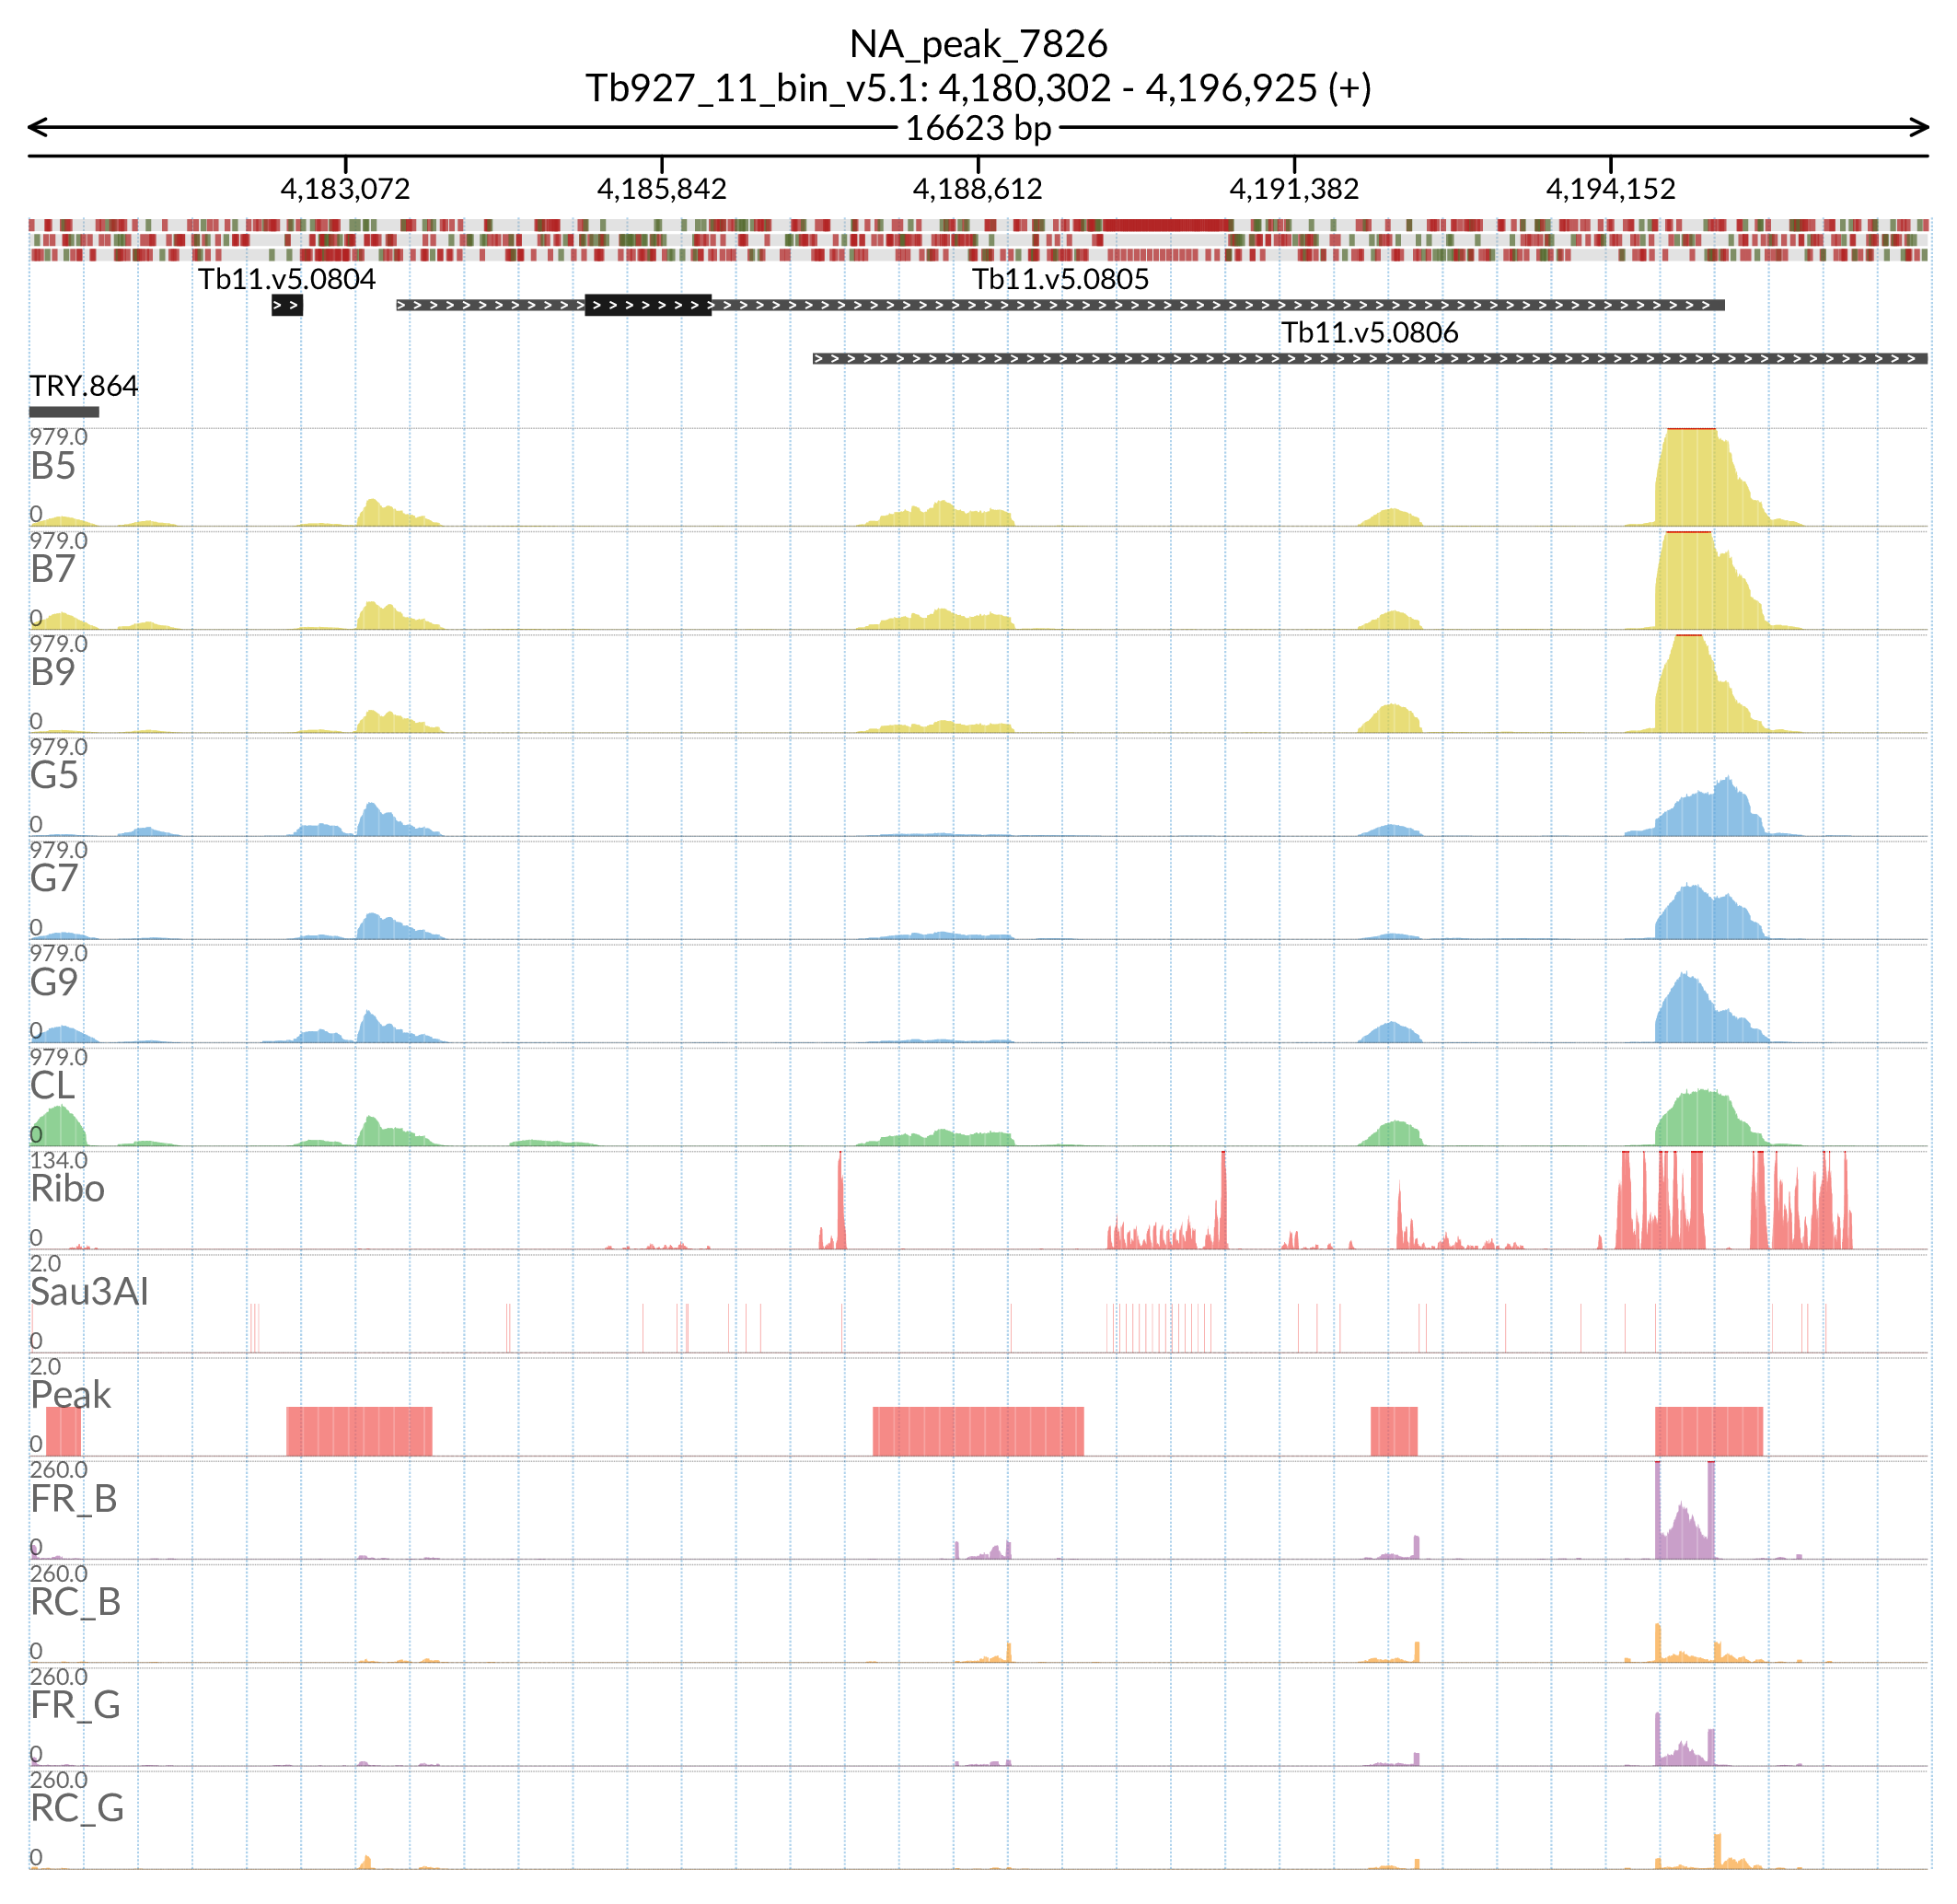 NA_peak_7826
Tb927_11_bin_v5.1: 4,180,302 - 4,196,925 (+)
16623 bp
4,183,072 4,185,842 4,188,612 4,191,382 4,194,152
Tb11.v5.0804 Tb11.v5.0805
Tb11.v5.0806
TRY.864
979.0
B5
0
979.0
B7
0
979.0
B9
0
979.0
G5
0
979.0
G7
0
979.0
G9
0
979.0
CL
0
134.0
Ribo
0
2.0
Sau3AI
0
2.0
Peak
0
260.0
FR_B
0
260.0
RC_B
0
260.0
FR_G
0
260.0
RC_G
0